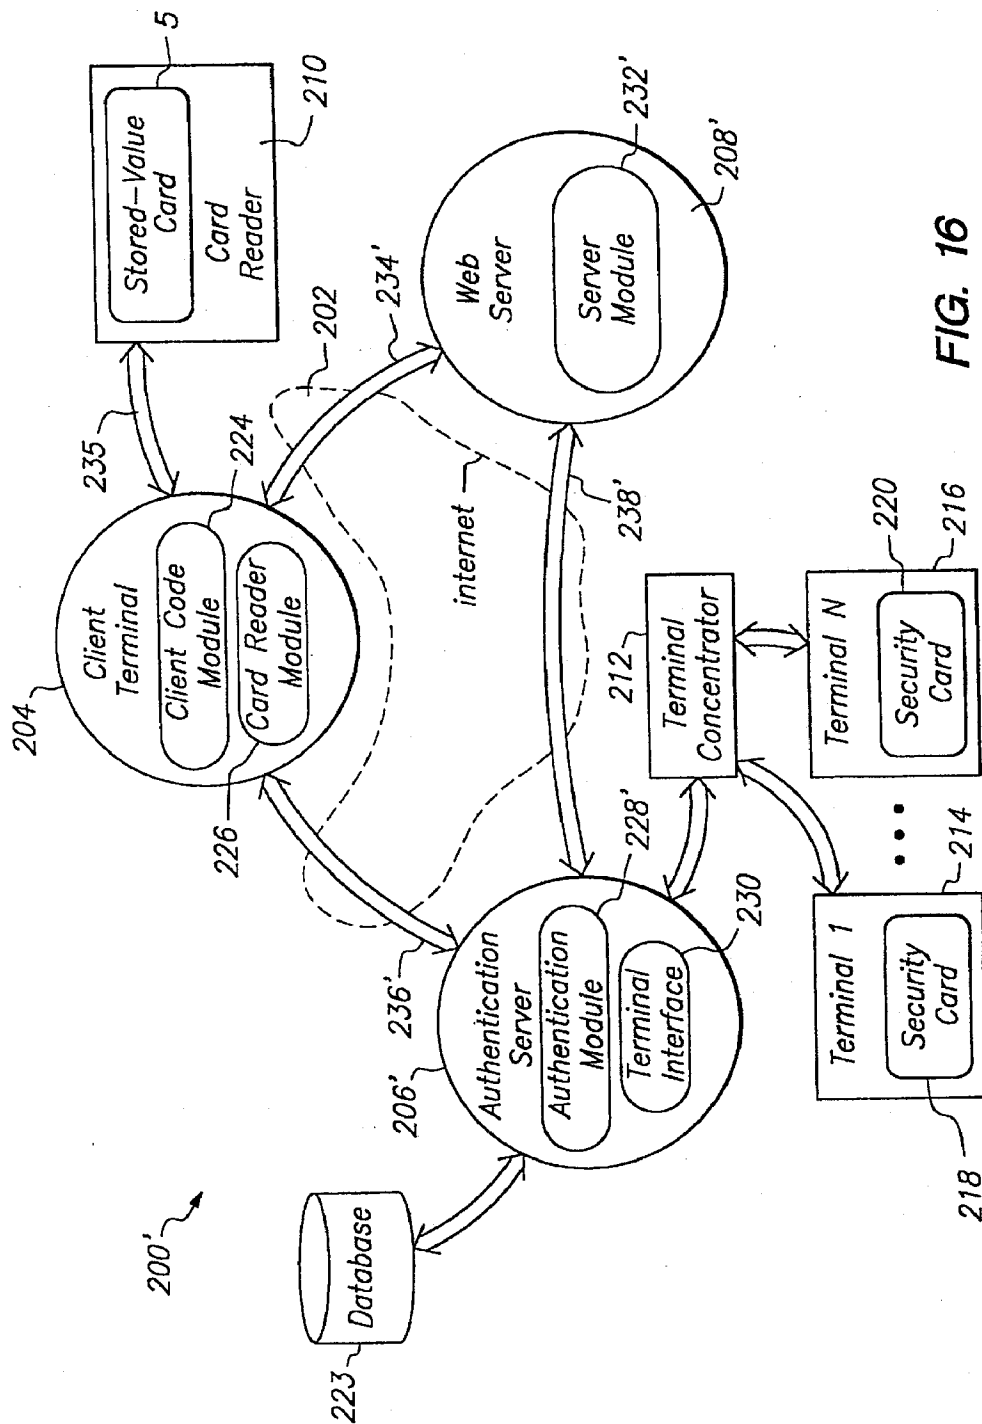 200'
204
Client
Terminal
Client Code
Module
224
Card Reader
Module
226
235
Stored-Value
Card
5
Card
Reader
210
202
234'
internet
Web
Server
Server
Module
232'
208'
236'
238'
206'
Authentication
Server
Authentication
Module
228'
Terminal
Interface
230
Database
223
212
Terminal
Concentrator
Terminal 1
Security
Card
214
218
Terminal N
Security
Card
220
216
FIG. 16